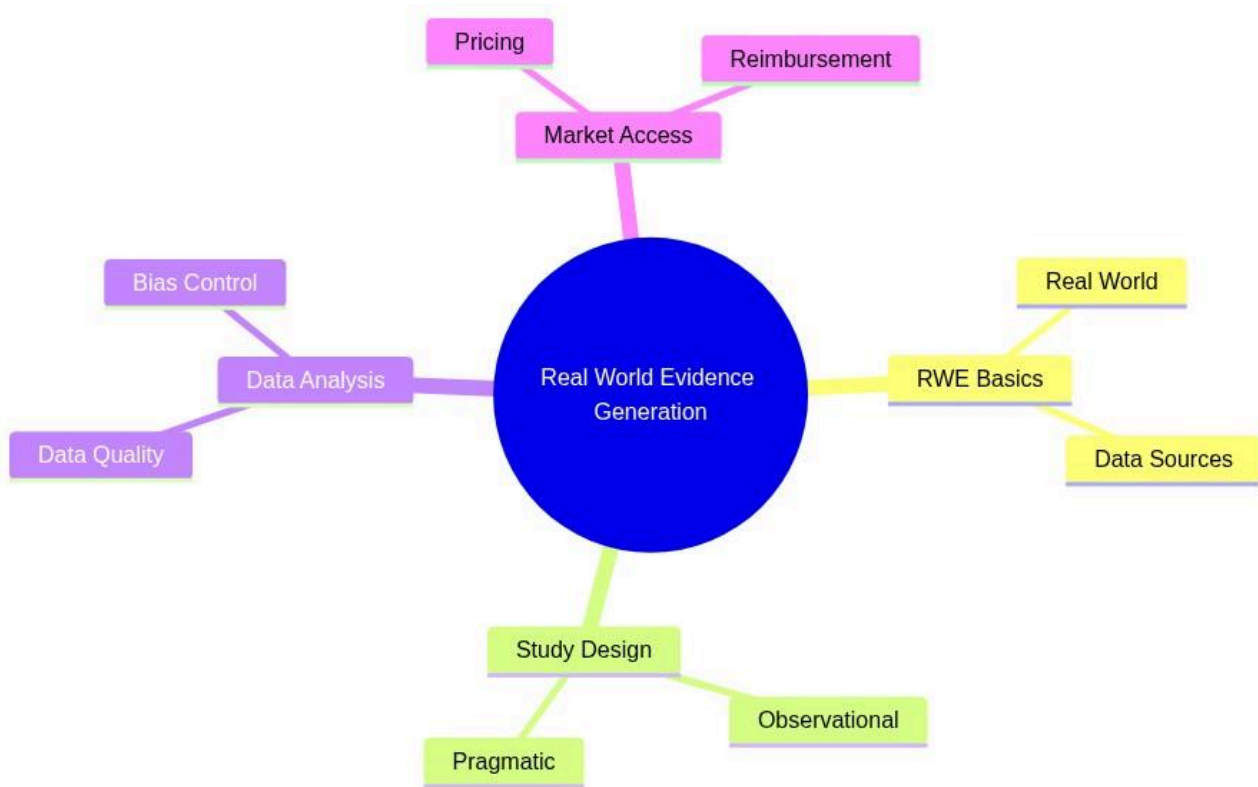 Pricing
Reimbursement
Market Access
Bias Control
Real World
Data Analysis
Real World Evidence
Generation
RWE Basics
Data Quality
Data Sources
Study Design
Observational
Pragmatic